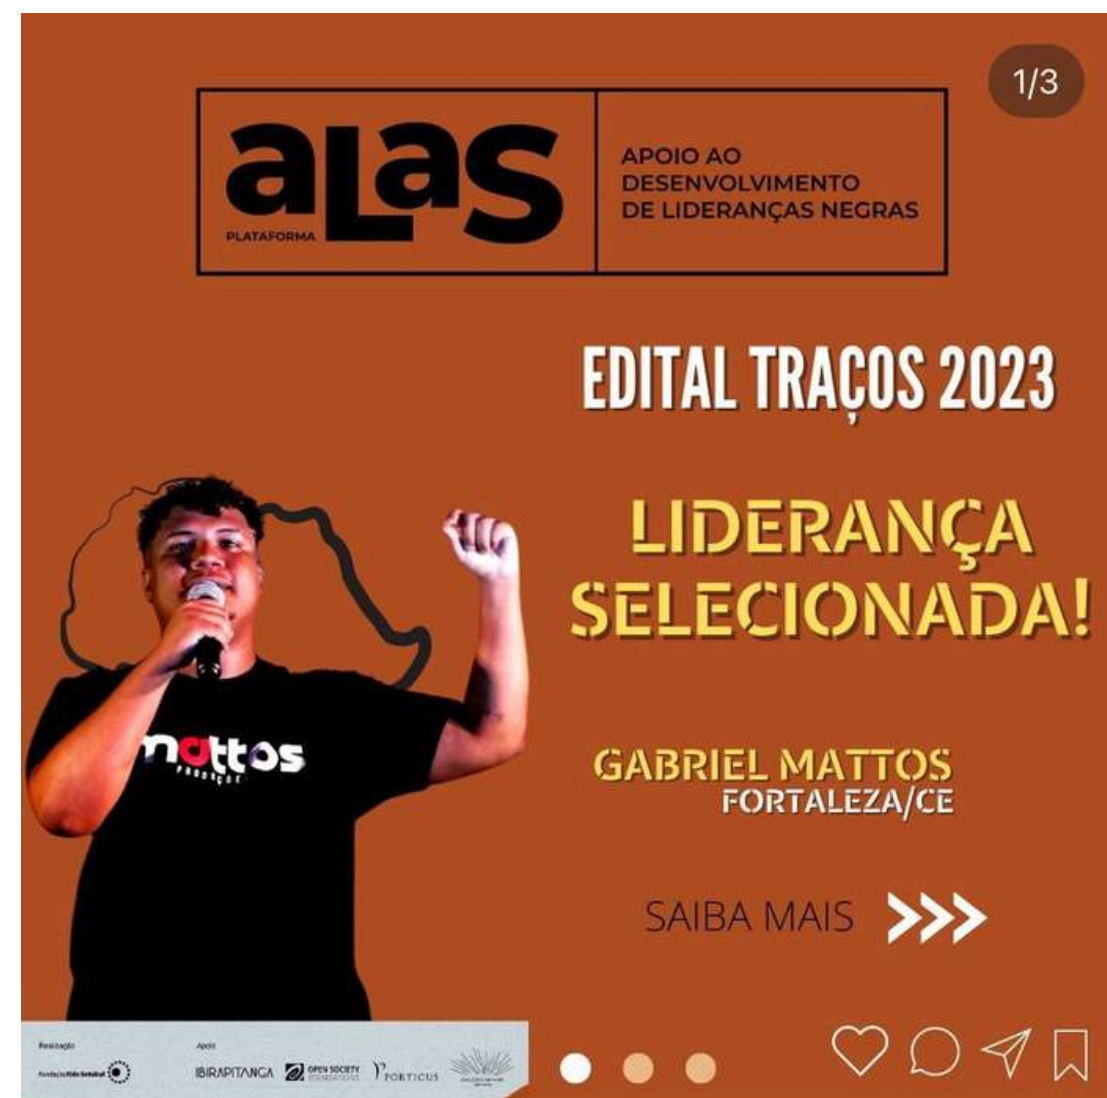 1/3
aLas
PLATAFORMA
APOIO AO
DESENVOLVIMENTO
DE LIDERANÇAS NEGRAS
EDITAL TRAÇOS 2023
LIDERANÇA
SELECIONADA!
mattos
GABRIEL MATTOS
FORTALEZA/CE
SAIBA MAIS >>>
Realização
Apoio
IBIRAPITANGA
OPEN SOCIETY
FOUNDATIONS
PORTICUS